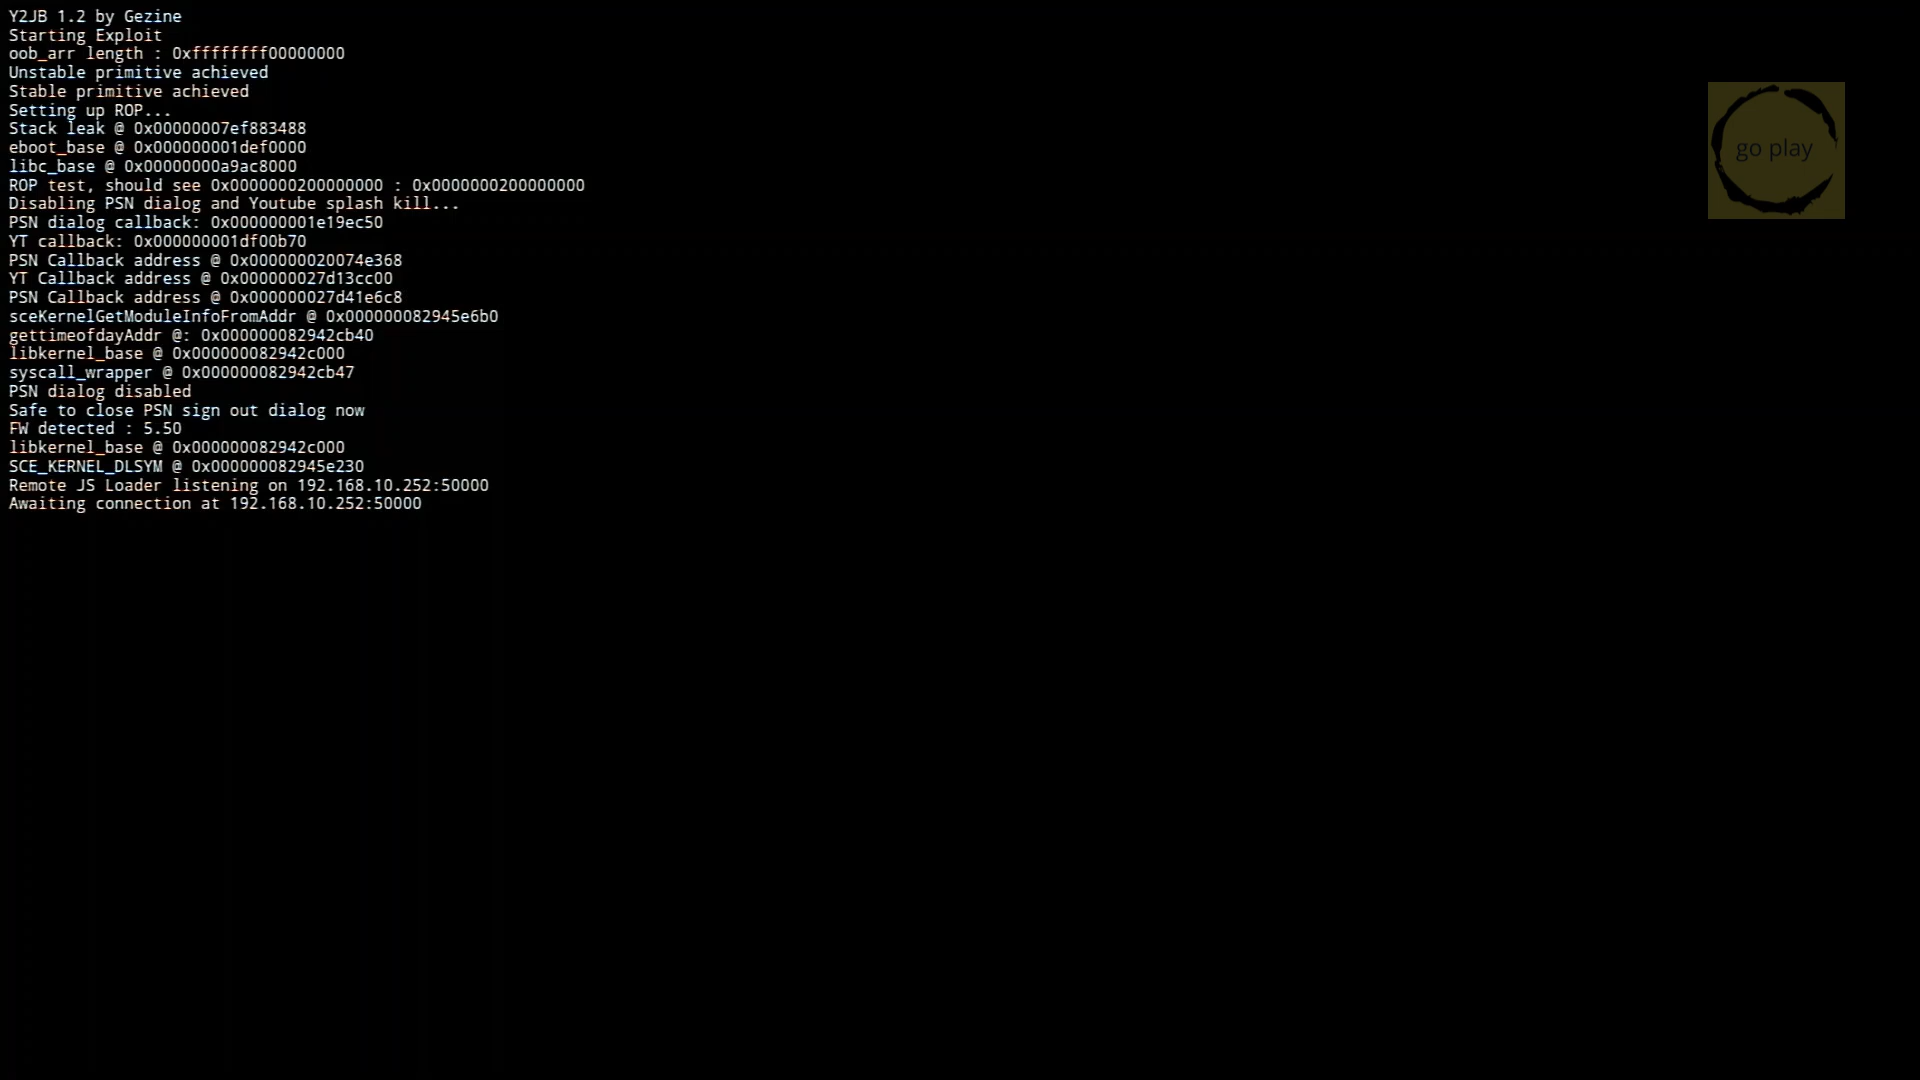 Y2JB 1.2 by Gezine
Starting Exploit
oob_arr length : 0xffffffff00000000
Unstable primitive achieved
Stable primitive achieved
Setting up ROP...
Stack leak @ 0x00000007ef883488
eboot_base @ 0x000000001def0000
libc_base @ 0x00000000a9ac8000
ROP test, should see 0x0000000200000000 : 0x0000000200000000
Disabling PSN dialog and Youtube splash kill...
PSN dialog callback: 0x000000001e19ec50
YT callback: 0x000000001df00b70
PSN Callback address @ 0x000000020074e368
YT Callback address @ 0x000000027d13cc00
PSN Callback address @ 0x000000027d41e6c8
sceKernelGetModuleInfoFromAddr @ 0x000000082945e6b0
gettimeofdayAddr @: 0x000000082942cb40
libkernel_base @ 0x000000082942c000
syscall_wrapper @ 0x000000082942cb47
PSN dialog disabled
Safe to close PSN sign out dialog now
FW detected : 5.50
libkernel_base @ 0x000000082942c000
SCE_KERNEL_DLSYM @ 0x000000082945e230
Remote JS Loader listening on 192.168.10.252:50000
Awaiting connection at 192.168.10.252:50000
go play